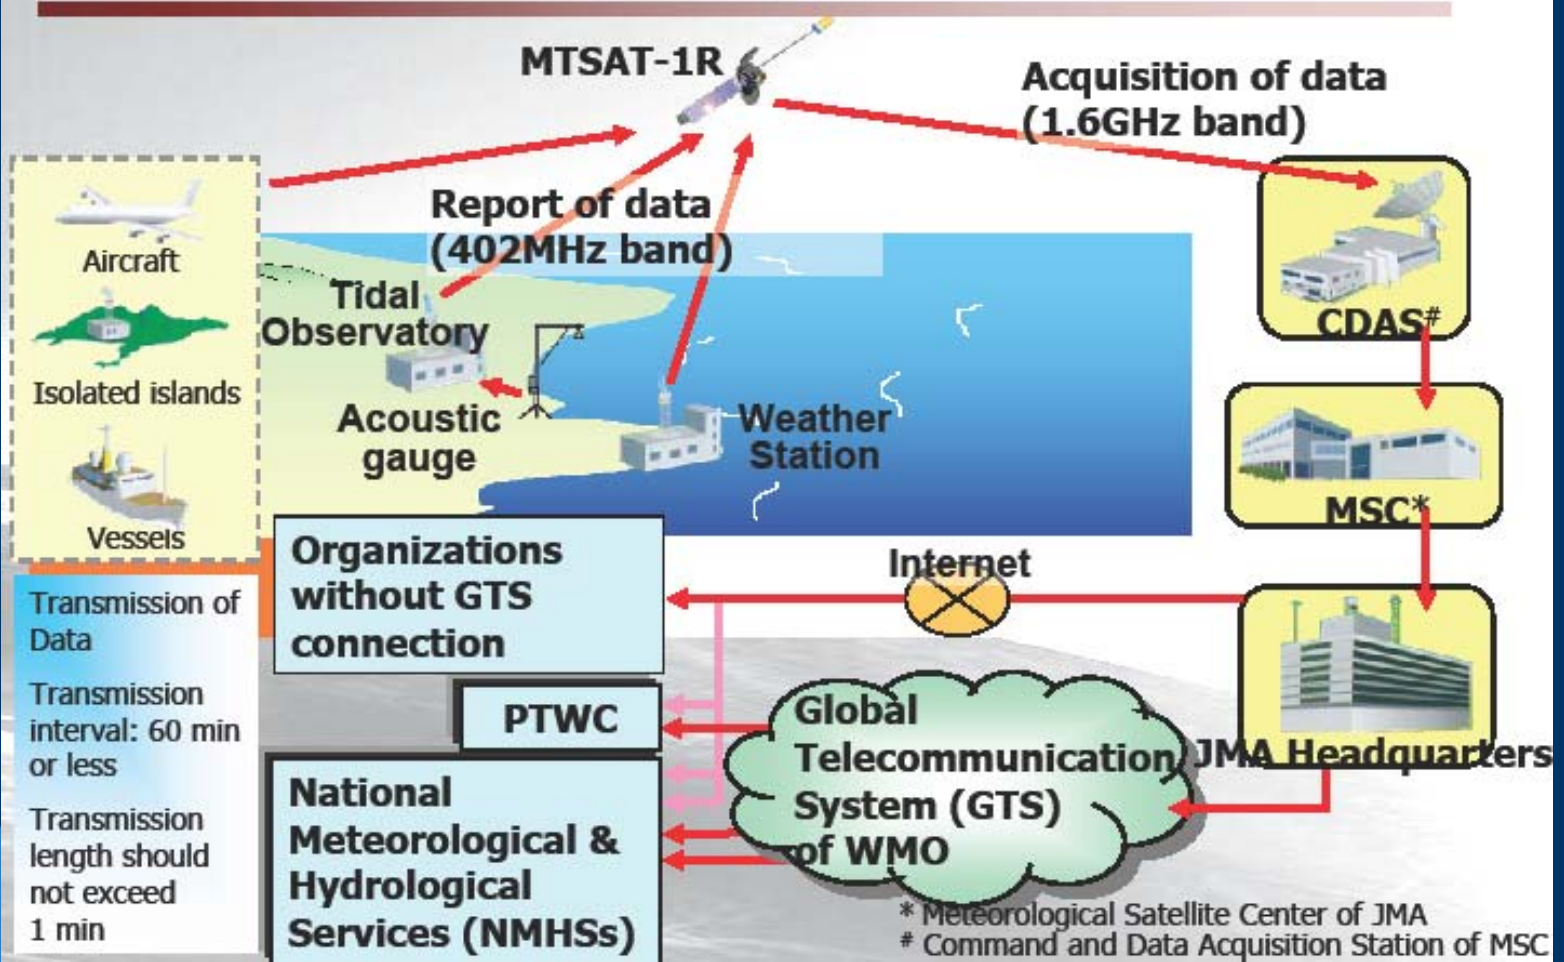 MTSAT-1R
Acquisition of data
(1.6GHz band)
Report of data
(402MHz band)
Aircraft
Isolated islands
Vessels
Tidal
Observatory
Acoustic
gauge
Weather
Station
CDAS#
MSC*
JMA Headquarters
Internet
Organizations
without GTS
connection
PTWC
National
Meteorological &
Hydrological
Services (NMHSs)
Global
Telecommunication
System (GTS)
of WMO
Transmission of
Data
Transmission
interval: 60 min
or less
Transmission
length should
not exceed
1 min
* Meteorological Satellite Center of JMA
# Command and Data Acquisition Station of MSC